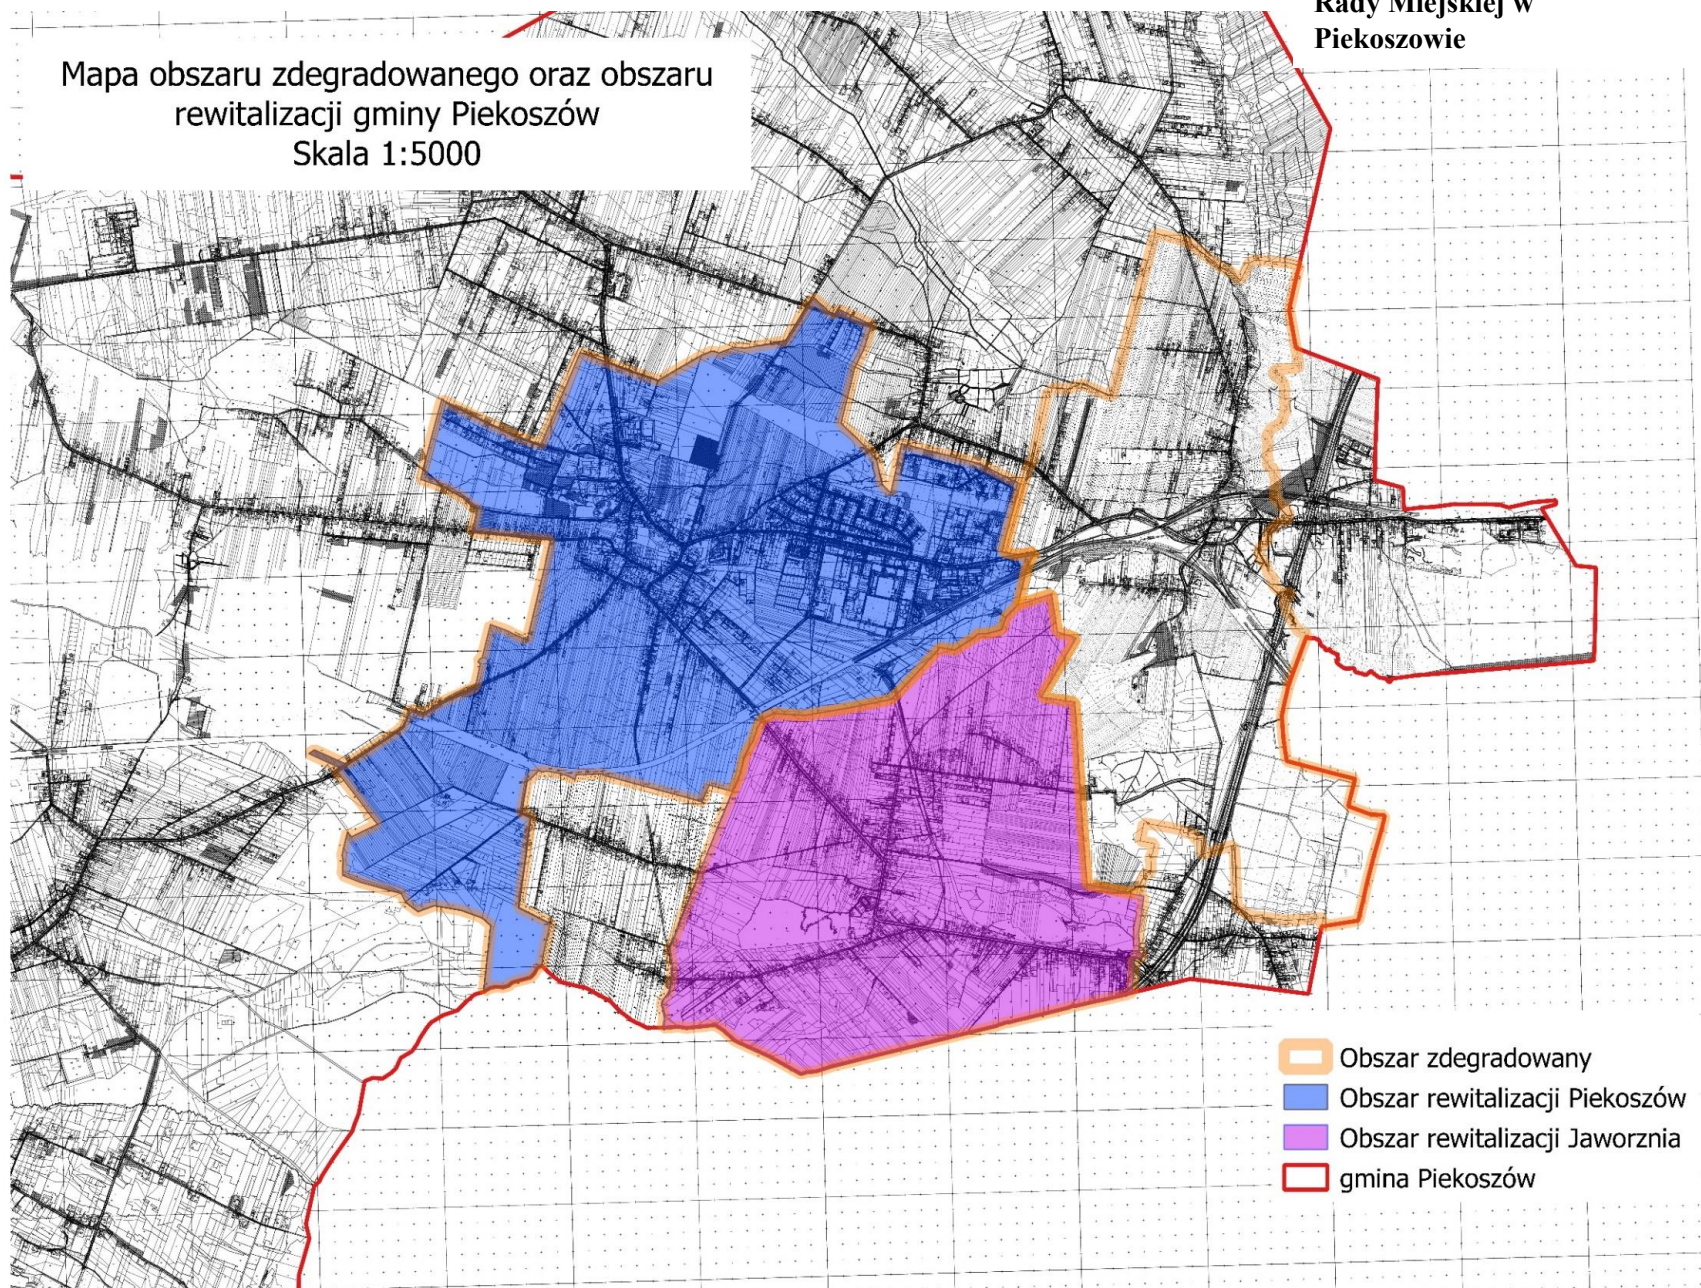 Rady Miejskiej w
Piekoszowie
Mapa obszaru zdegradowanego oraz obszaru
rewitalizacji gminy Piekoszów
Skala 1:5000
Obszar zdegradowany
Obszar rewitalizacji Piekoszów
Obszar rewitalizacji Jaworznia
gmina Piekoszów